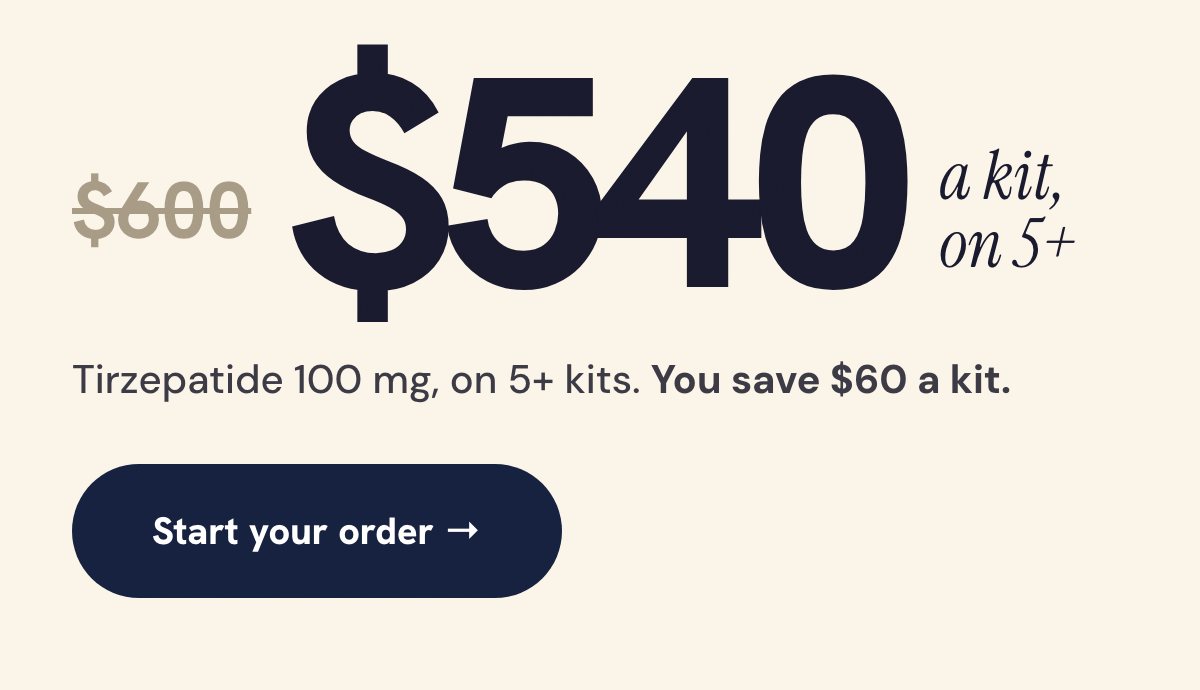 $600 $540 a kit,
on 5+
Tirzepatide 100 mg, on 5+ kits. You save $60 a kit.
Start your order →